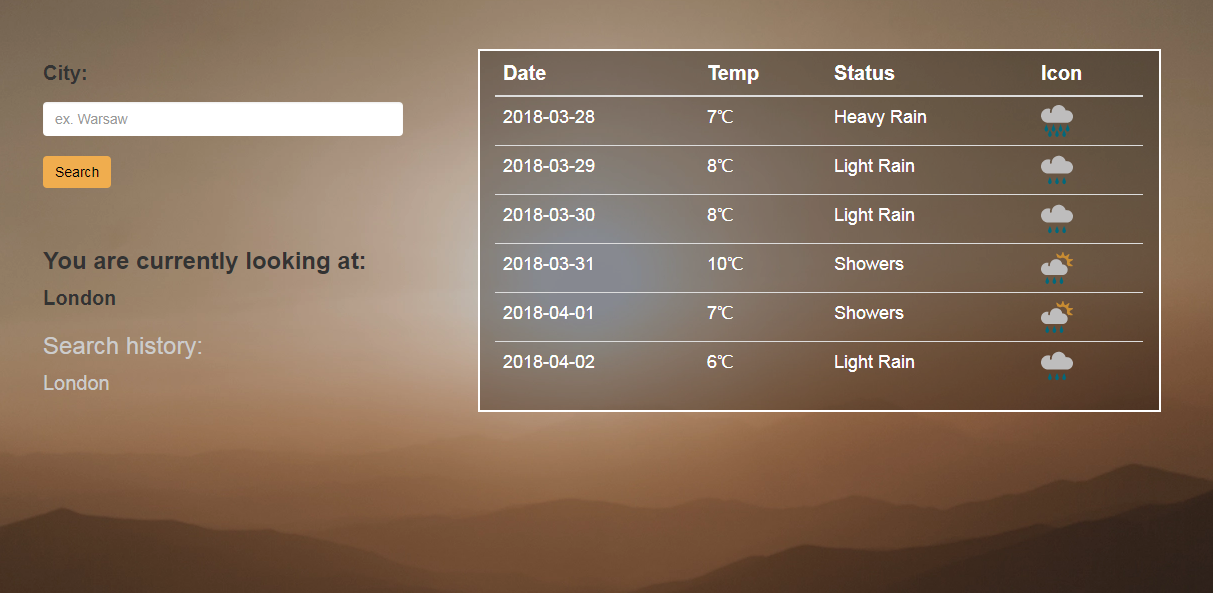 City:
ex. Warsaw
Search
You are currently looking at:
London
Search history:
London
Date Temp Status Icon
2018-03-28 7℃ Heavy Rain
2018-03-29 8℃ Light Rain
2018-03-30 8℃ Light Rain
2018-03-31 10℃ Showers
2018-04-01 7℃ Showers
2018-04-02 6℃ Light Rain